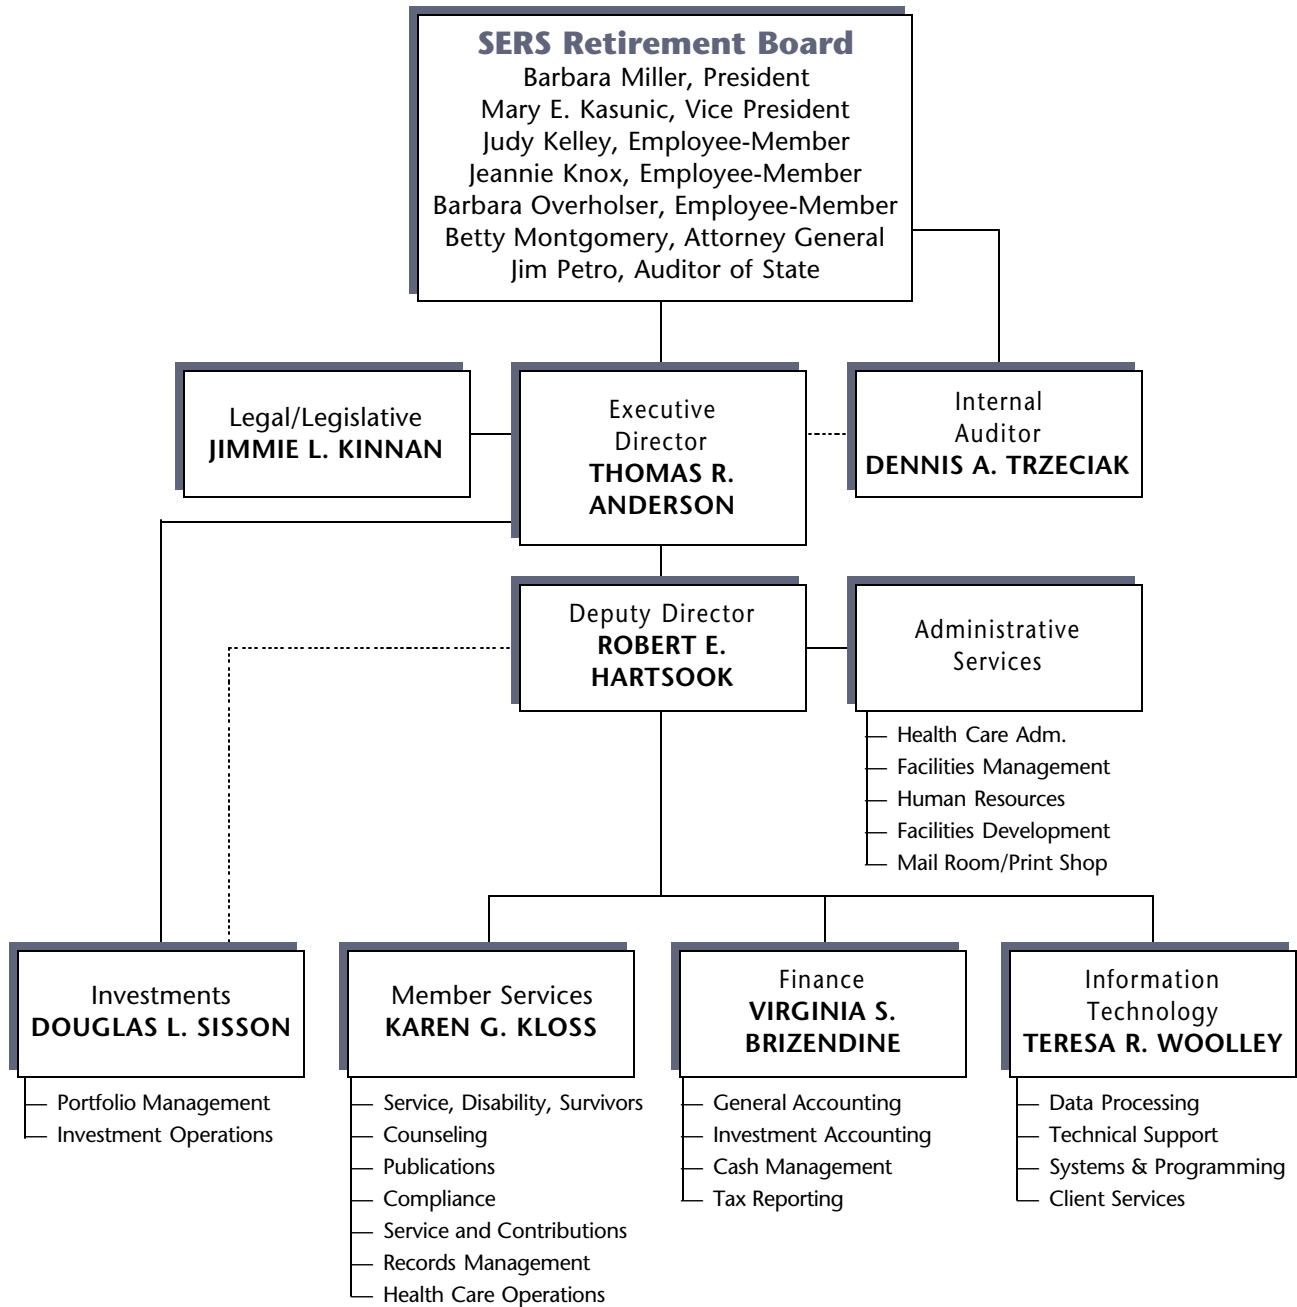 SERS Retirement Board
Barbara Miller, President
Mary E. Kasunic, Vice President
Judy Kelley, Employee-Member
Jeannie Knox, Employee-Member
Barbara Overholser, Employee-Member
Betty Montgomery, Attorney General
Jim Petro, Auditor of State
Legal/Legislative
JIMMIE L. KINNAN
Executive
Director
THOMAS R.
ANDERSON
Internal
Auditor
DENNIS A. TRZECIAK
Deputy Director
ROBERT E.
HARTSOOK
Administrative
Services
Health Care Adm.
Facilities Management
Human Resources
Facilities Development
Mail Room/Print Shop
Investments
DOUGLAS L. SISSON
Portfolio Management
Investment Operations
Member Services
KAREN G. KLOSS
Service, Disability, Survivors
Counseling
Publications
Compliance
Service and Contributions
Records Management
Health Care Operations
Finance
VIRGINIA S.
BRIZENDINE
General Accounting
Investment Accounting
Cash Management
Tax Reporting
Information
Technology
TERESA R. WOOLLEY
Data Processing
Technical Support
Systems & Programming
Client Services